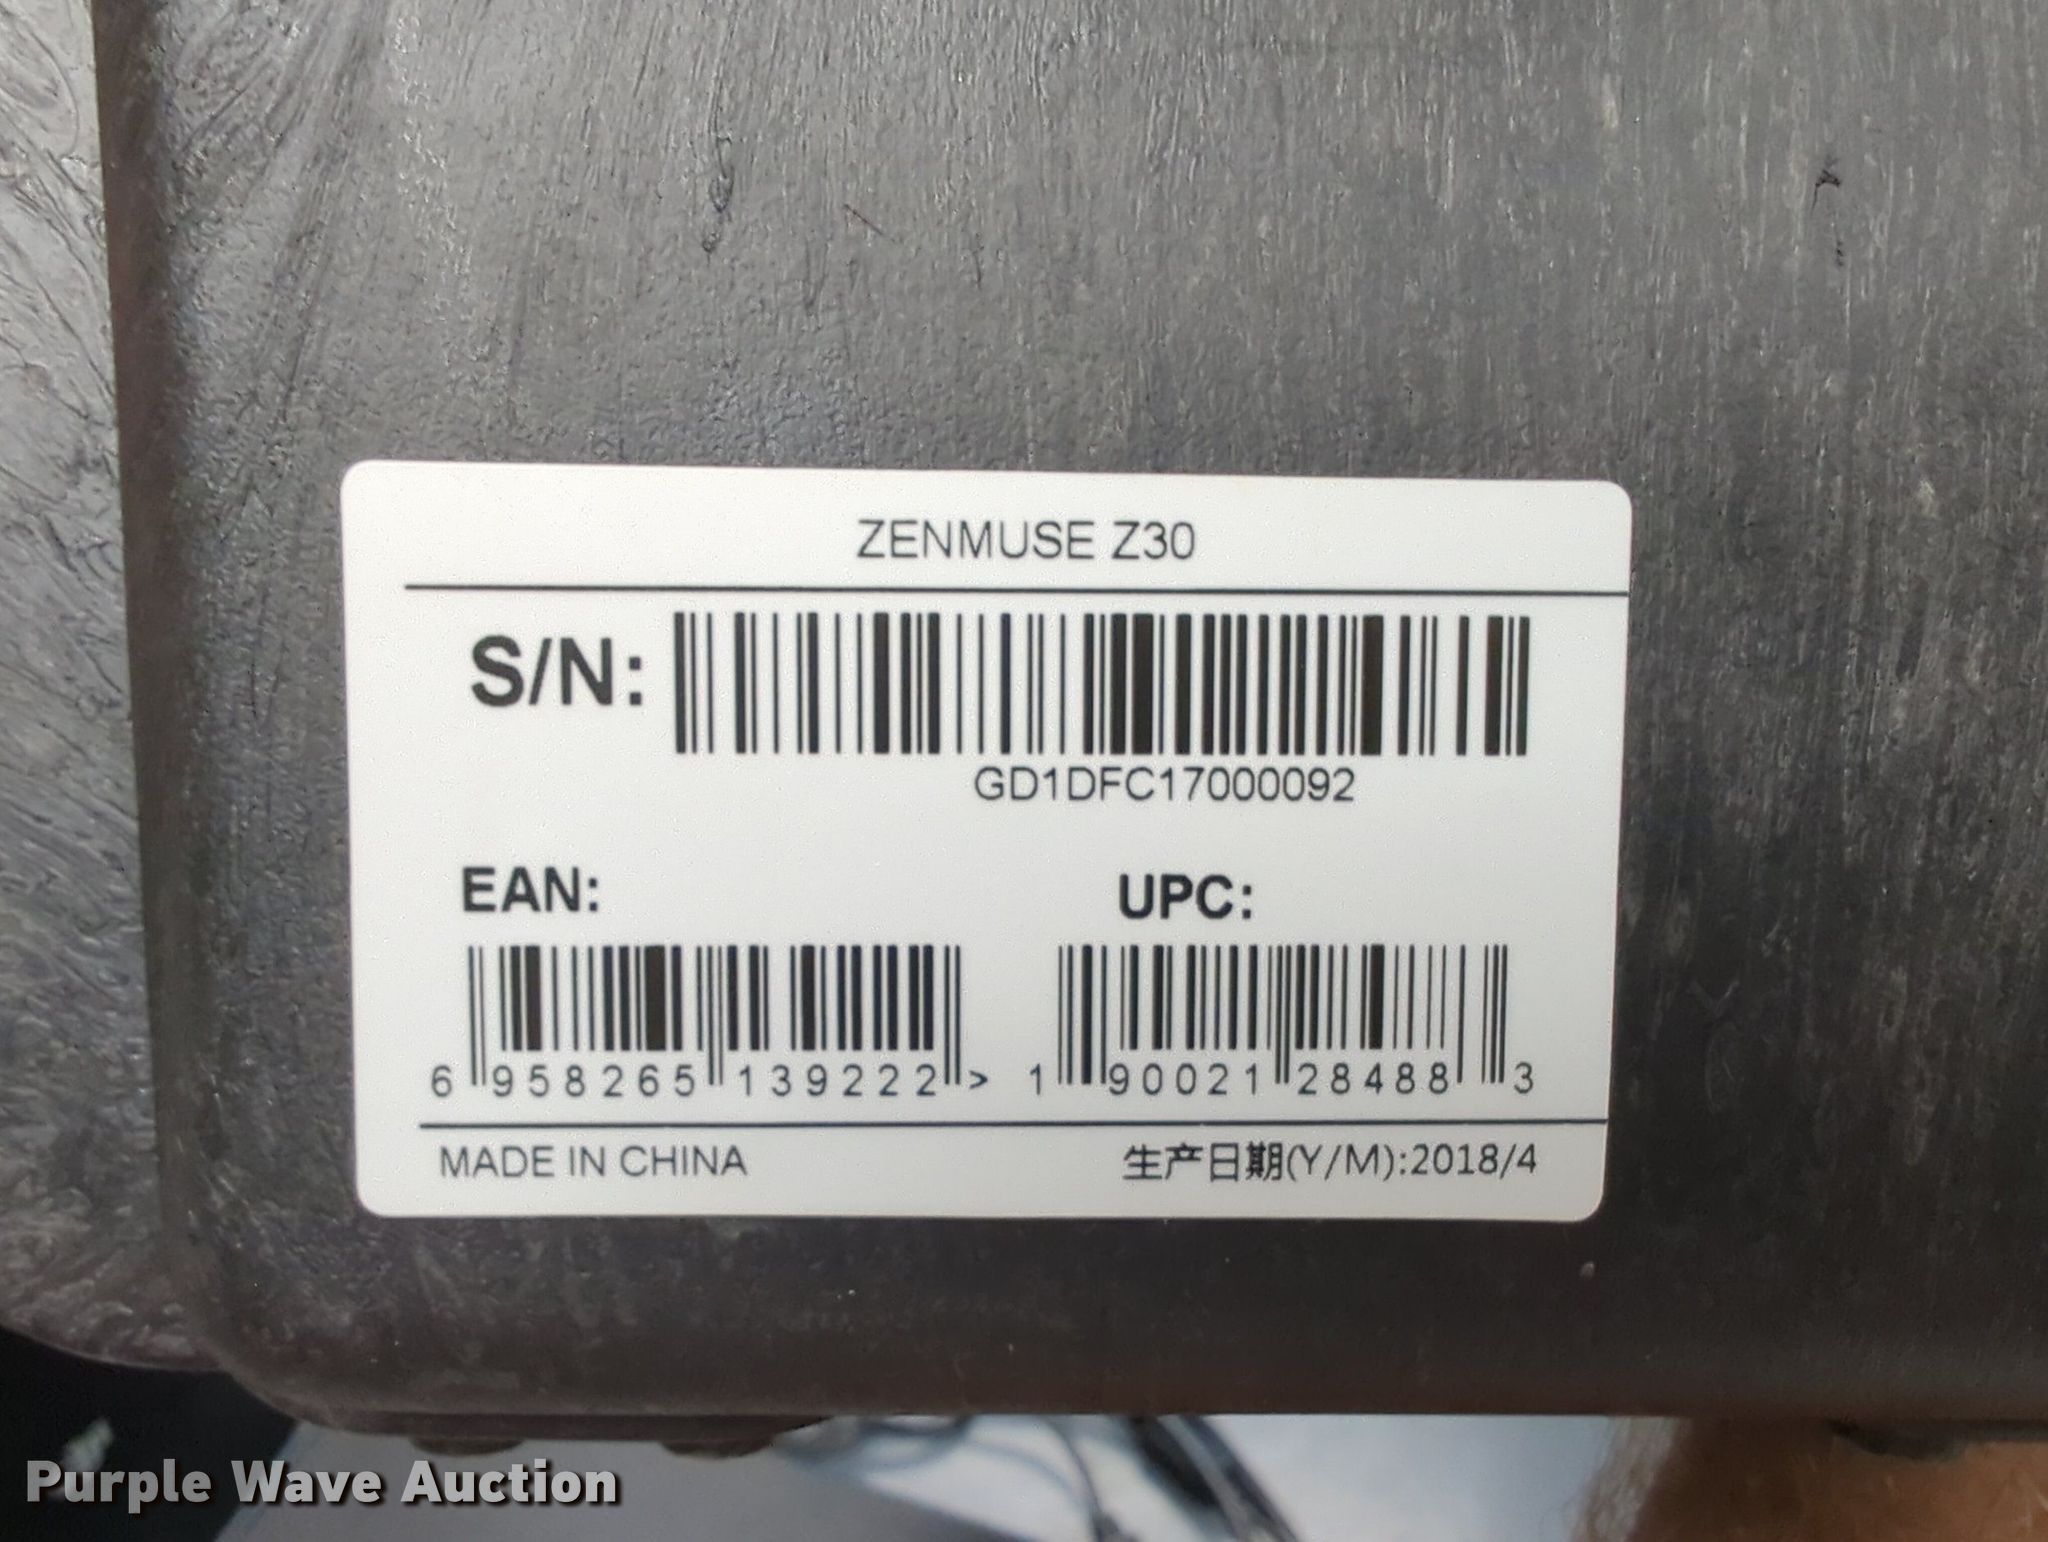 ZENMUSE Z30
S/N:
GD1DFC17000092
EAN: UPC:
6 958265 139222 > 1 90021 28488 3
MADE IN CHINA 生产日期(Y/M):2018/4
Purple Wave Auction